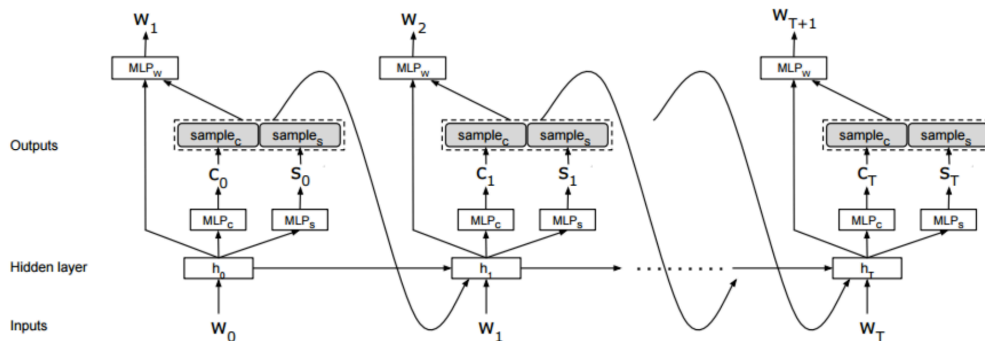 w1 w2 wT+1
MLPw MLPw MLPw
Outputs samplec samples samplec samples samplec samples
c0 s0 c1 s1 cT sT
MLPc MLPs MLPc MLPs MLPc MLPs
Hidden layer h0 h1 ........ hT
Inputs w0 w1 wT